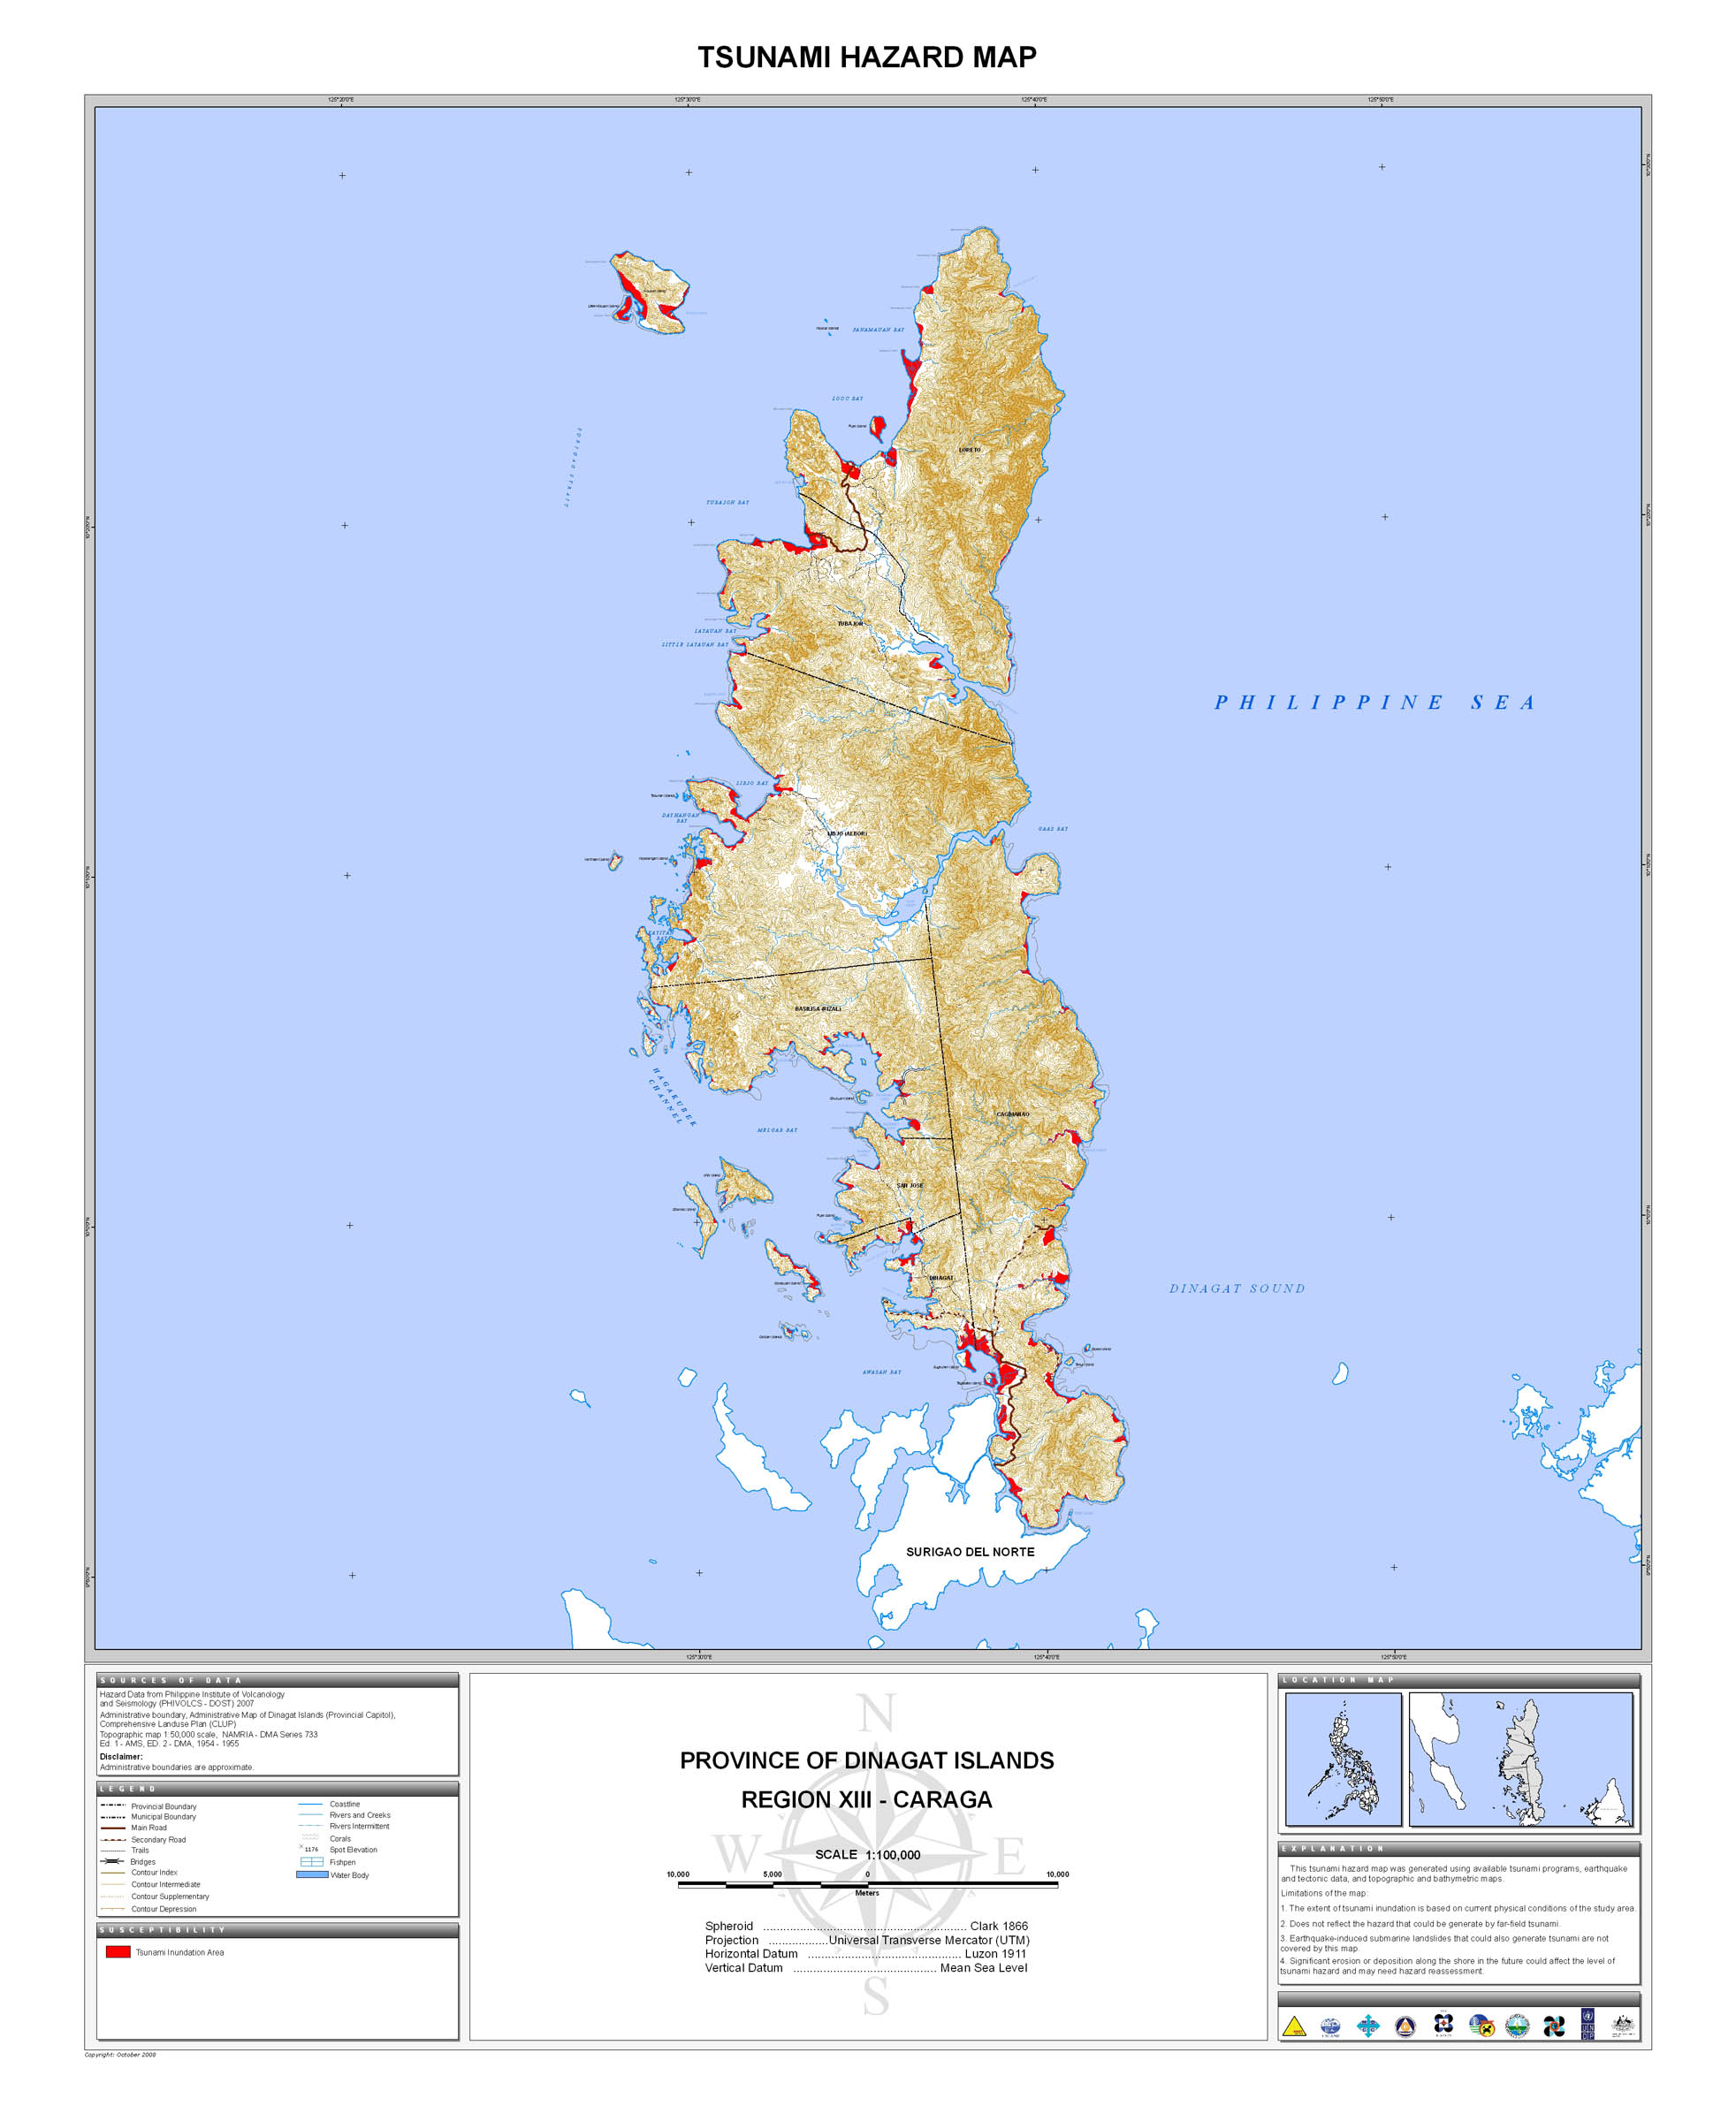 TSUNAMI HAZARD MAP
125°20'0"E
125°30'0"E
125°40'0"E
125°50'0"E
PANAMAUAN BAY
LOOC BAY
LORETO
TUBAJON BAY
TUBAJON
LAYAUAN BAY
LITTLE LAYAUAN BAY
PHILIPPINE SEA
LIBJO BAY
BAY
GAAS BAY
LIBJO (ALBOR)
BASILISA (RIZAL)
HAGAKUBEK
CHANNEL
MELGAR BAY
CAGDIANAO
SAN JOSE
DINAGAT
DINAGAT SOUND
AWASAN BAY
SURIGAO DEL NORTE
125°30'0"E
125°40'0"E
125°50'0"E
SOURCES OF DATA
Hazard Data from Philippine Institute of Volcanology
and Seismology (PHIVOLCS - DOST) 2007
Administrative boundary, Administrative Map of Dinagat Islands (Provincial Capitol),
Comprehensive Landuse Plan (CLUP)
Topographic map 1:50,000 scale, NAMRIA - DMA Series 733
Ed. 1 - AMS, ED. 2 - DMA, 1954 - 1955
Disclaimer:
Administrative boundaries are approximate.
LEGEND
Provincial Boundary
Municipal Boundary
Main Road
Secondary Road
Trails
Bridges
Contour Index
Contour Intermediate
Contour Supplementary
Contour Depression
Coastline
Rivers and Creeks
Rivers Intermittent
Corals
1176 Spot Elevation
Fishpen
Water Body
SUSCEPTIBILITY
Tsunami Inundation Area
Copyright: October 2008
N
PROVINCE OF DINAGAT ISLANDS
REGION XIII - CARAGA
W
E
SCALE 1:100,000
10,000 5,000 0 10,000
Meters
Spheroid .................................................. Clark 1866
Projection ..................Universal Transverse Mercator (UTM)
Horizontal Datum ............................................. Luzon 1911
Vertical Datum ........................................... Mean Sea Level
S
LOCATION MAP
EXPLANATION
This tsunami hazard map was generated using available tsunami programs, earthquake
and tectonic data, and topographic and bathymetric maps.
Limitations of the map:
1. The extent of tsunami inundation is based on current physical conditions of the study area.
2. Does not reflect the hazard that could be generate by far-field tsunami.
3. Earthquake-induced submarine landslides that could also generate tsunami are not
covered by this map.
4. Significant erosion or deposition along the shore in the future could affect the level of
tsunami hazard and may need hazard reassessment.